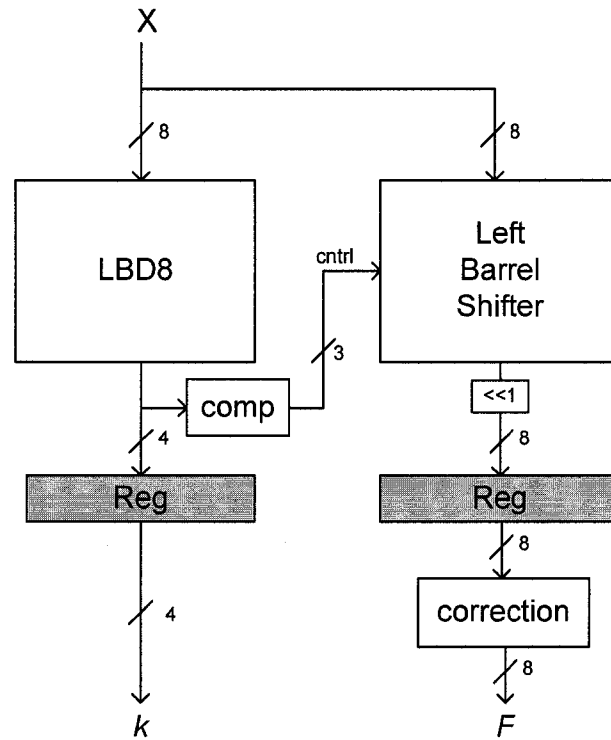 X
8
8
LBD8
Left
Barrel
Shifter
cntrl
3
comp
<<1
4
8
Reg
Reg
8
correction
4
8
k
F